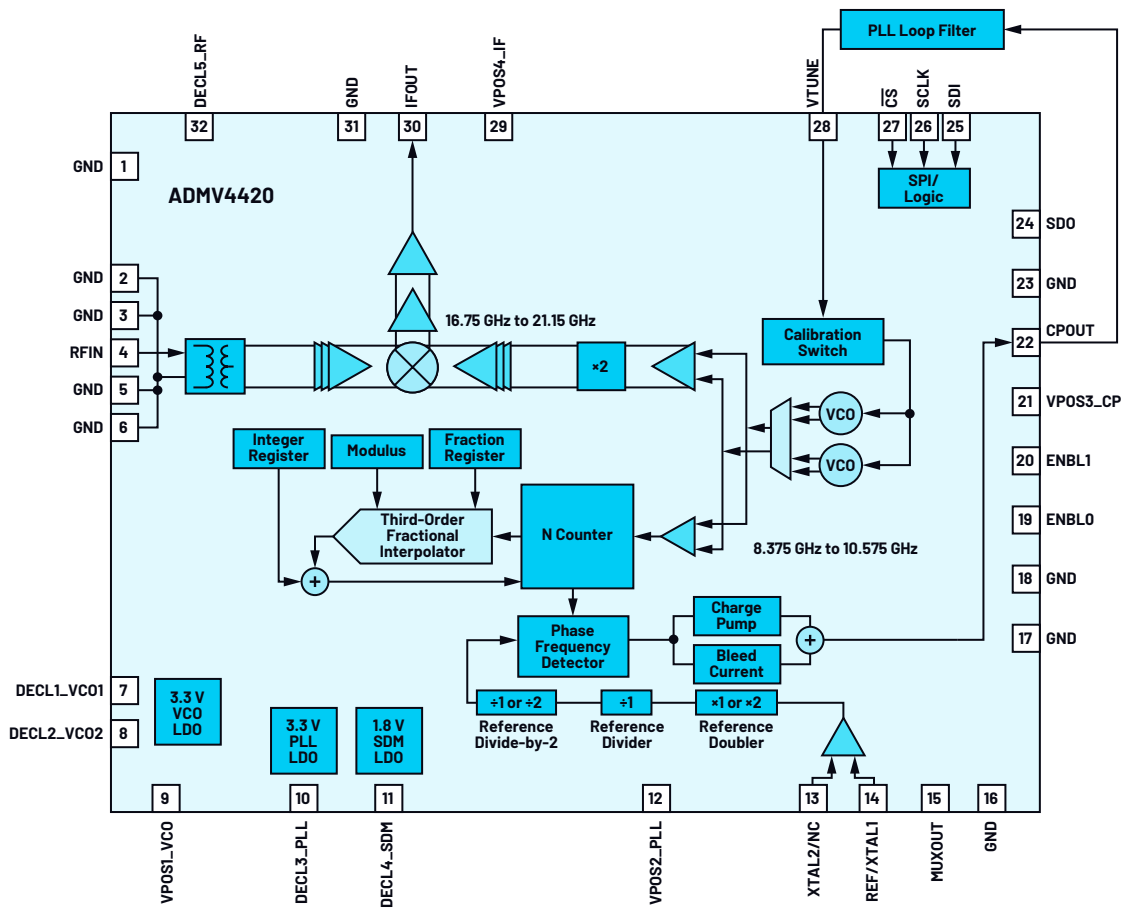 PLL Loop Filter
DECL5_RF
GND
IFOUT
VPOS4_IF
VTUNE
CS
SCLK
SDI
32
31
30
29
28
27
26
25
GND
1
ADMV4420
SPI/
Logic
24
SDO
GND
2
GND
3
RFIN
4
GND
5
GND
6
23
GND
16.75 GHz to 21.15 GHz
Calibration
Switch
CPOUT
22
×2
21
VPOS3_CP
VCO
VCO
20
ENBL1
Integer
Register
Modulus
Fraction
Register
Third-Order
Fractional
Interpolator
N Counter
19
ENBL0
8.375 GHz to 10.575 GHz
+
18
GND
Phase
Frequency
Detector
Charge
Pump
Bleed
Current
+
17
GND
DECL1_VCO1
7
DECL2_VCO2
8
3.3 V
VCO
LDO
3.3 V
PLL
LDO
1.8 V
SDM
LDO
÷1 or ÷2
÷1
×1 or ×2
Reference
Divide-by-2
Reference
Divider
Reference
Doubler
9
10
11
12
13
14
15
16
VPOS1_VCO
DECL3_PLL
DECL4_SDM
VPOS2_PLL
XTAL2/NC
REF/XTAL1
MUXOUT
GND